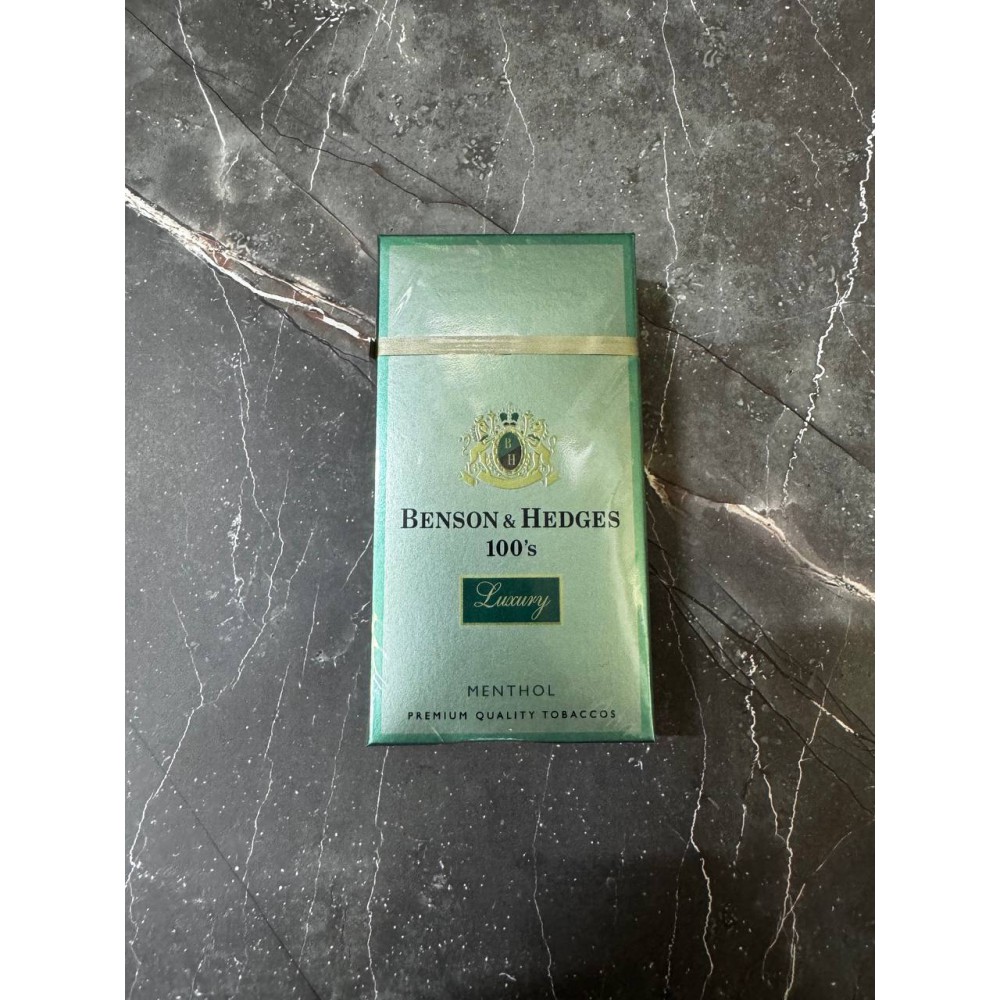 B
H
BENSON & HEDGES
100's
Luxury
MENTHOL
PREMIUM QUALITY TOBACCOS